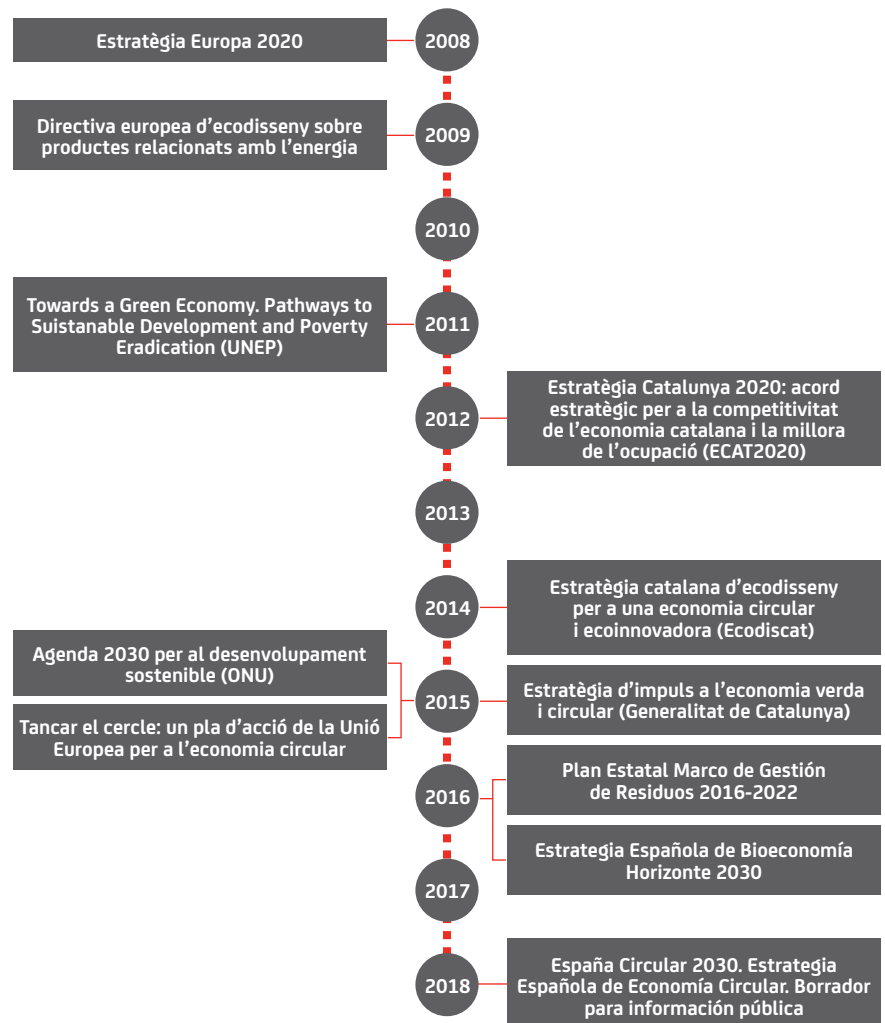 Estratègia Europa 2020
2008
Directiva europea d’ecodisseny sobre
productes relacionats amb l’energia
2009
2010
Towards a Green Economy. Pathways to
Suistanable Development and Poverty
Eradication (UNEP)
2011
2012
Estratègia Catalunya 2020: acord
estratègic per a la competitivitat
de l’economia catalana i la millora
de l’ocupació (ECAT2020)
2013
2014
Estratègia catalana d’ecodisseny
per a una economia circular
i ecoinnovadora (Ecodiscat)
Agenda 2030 per al desenvolupament
sostenible (ONU)
Tancar el cercle: un pla d’acció de la Unió
Europea per a l’economia circular
2015
Estratègia d’impuls a l’economia verda
i circular (Generalitat de Catalunya)
2016
Plan Estatal Marco de Gestión
de Residuos 2016-2022
Estrategia Española de Bioeconomía
Horizonte 2030
2017
2018
España Circular 2030. Estrategia
Española de Economía Circular. Borrador
para información pública